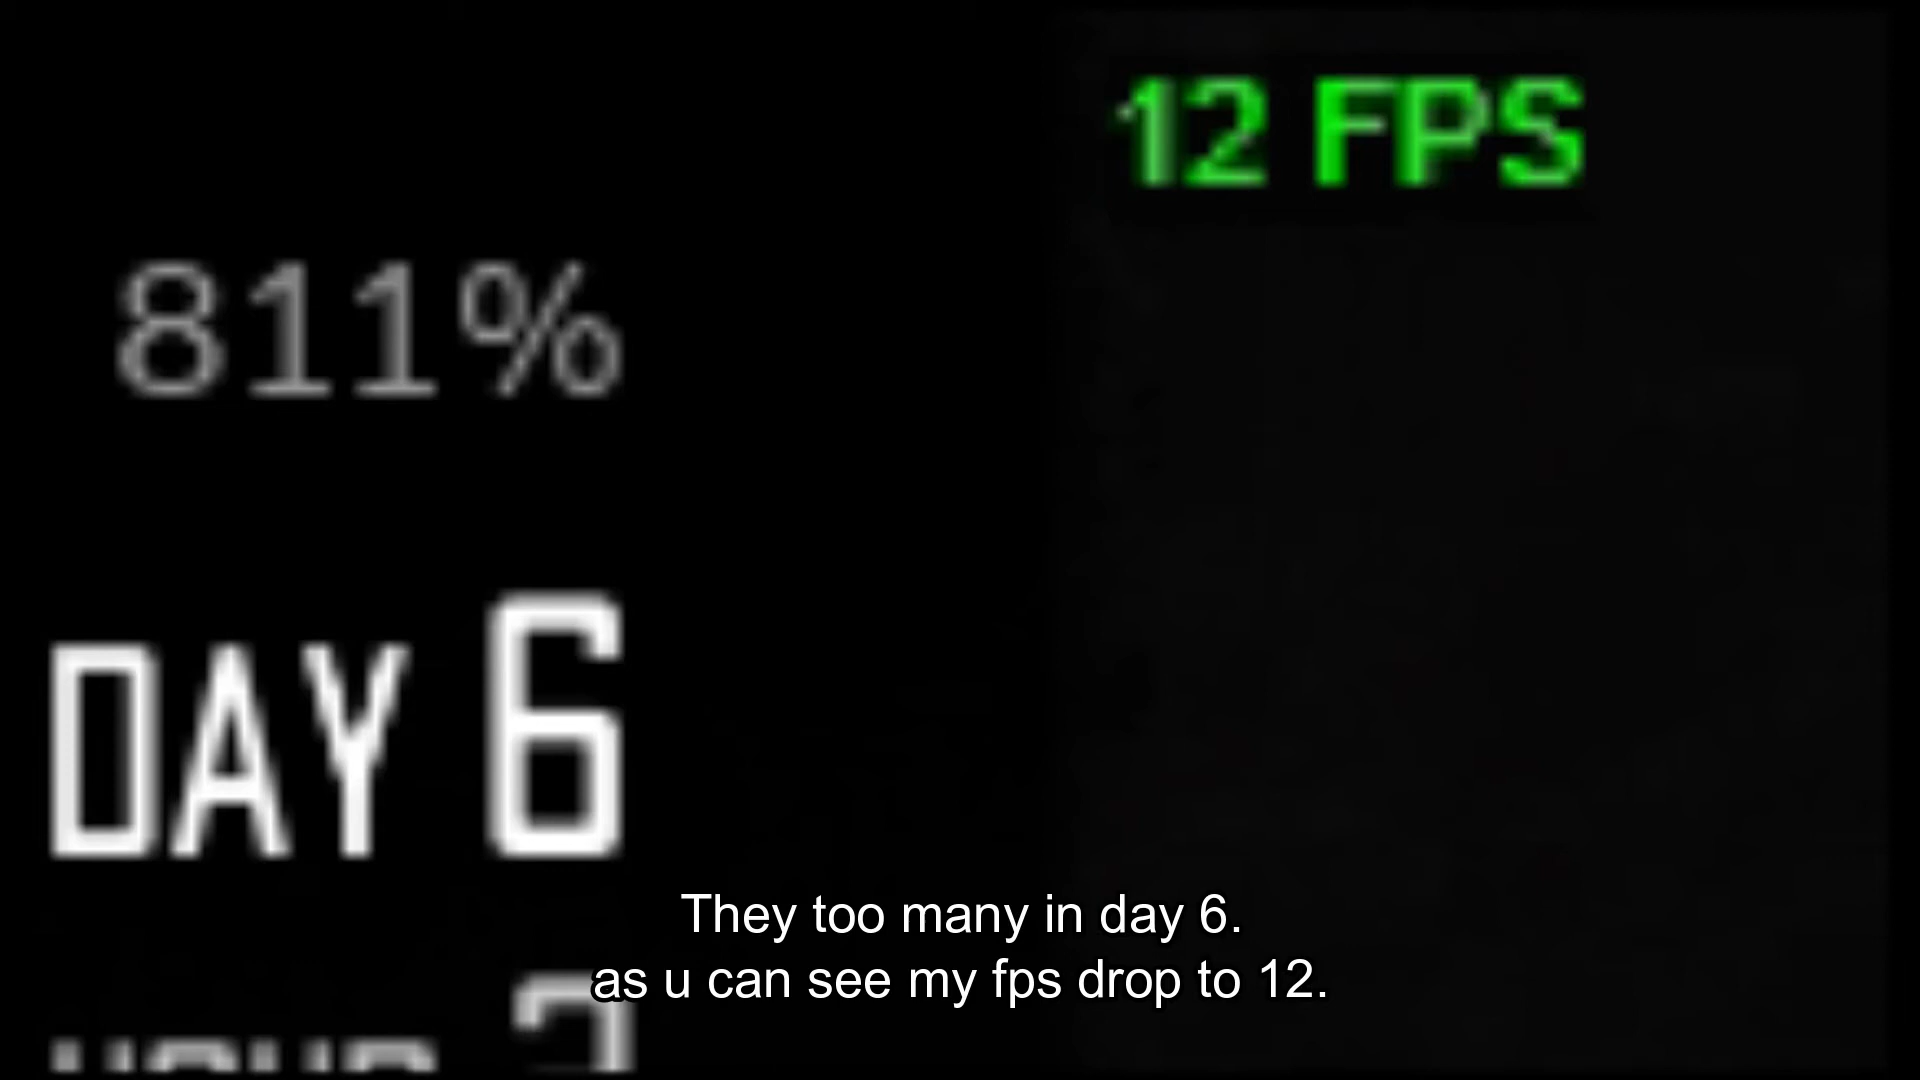 12 FPS
811%
DAY 6
They too many in day 6.
as u can see my fps drop to 12.